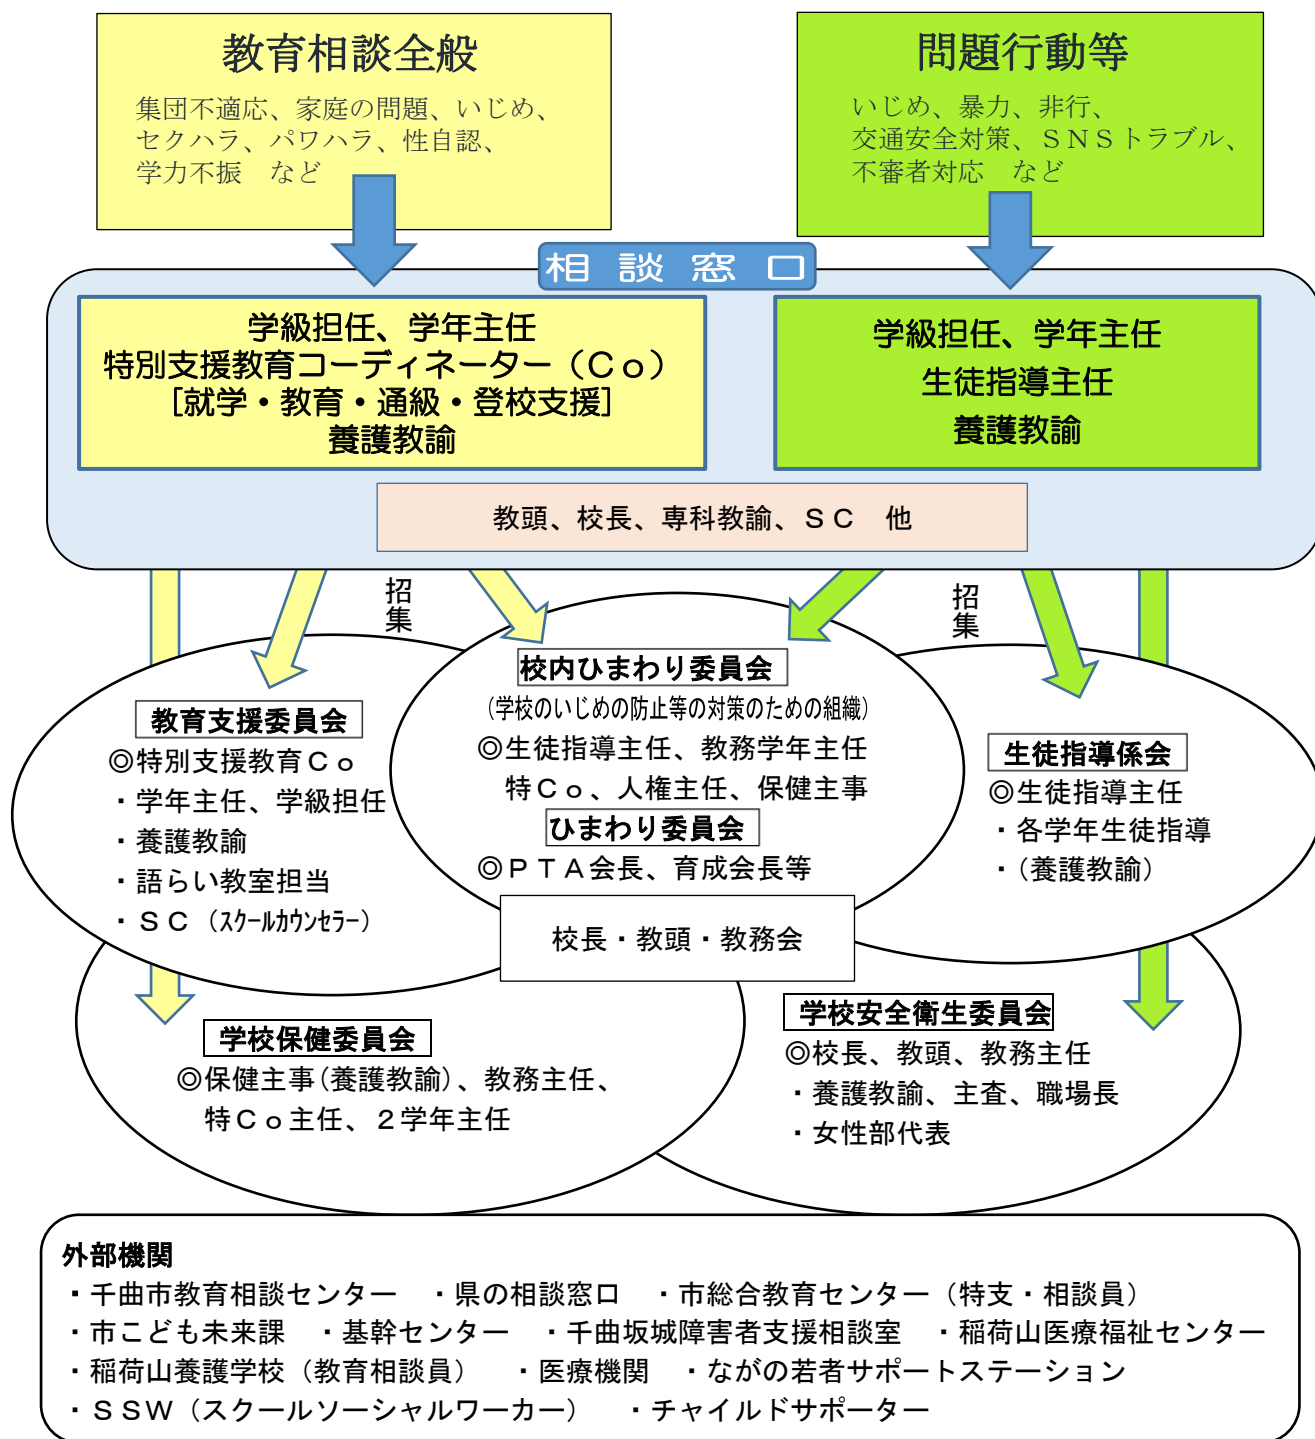 教育相談全般
集団不適応、家庭の問題、いじめ、
セクハラ、パワハラ、性自認、
学力不振　など
問題行動等
いじめ、暴力、非行、
交通安全対策、ＳＮＳトラブル、
不審者対応　など
相談窓口
学級担任、学年主任
特別支援教育コーディネーター（Ｃｏ）
[就学・教育・通級・登校支援]
養護教諭
学級担任、学年主任
生徒指導主任
養護教諭
教頭、校長、専科教諭、ＳＣ　他
招集
招集
校内ひまわり委員会
(学校のいじめの防止等の対策のための組織)
◎生徒指導主任、教務学年主任
特Ｃｏ、人権主任、保健主事
ひまわり委員会
◎ＰＴＡ会長、育成会長等
教育支援委員会
◎特別支援教育Ｃｏ
・学年主任、学級担任
・養護教諭
・語らい教室担当
・ＳＣ（ｽｸｰﾙｶｳﾝｾﾗｰ）
生徒指導係会
◎生徒指導主任
・各学年生徒指導
・(養護教諭)
校長・教頭・教務会
学校保健委員会
◎保健主事(養護教諭)、教務主任、
特Ｃｏ主任、２学年主任
学校安全衛生委員会
◎校長、教頭、教務主任
・養護教諭、主査、職場長
・女性部代表
外部機関
・千曲市教育相談センター　・県の相談窓口　・市総合教育センター（特支・相談員）
・市こども未来課　・基幹センター　・千曲坂城障害者支援相談室　・稲荷山医療福祉センター
・稲荷山養護学校（教育相談員）　・医療機関　・ながの若者サポートステーション
・ＳＳＷ（スクールソーシャルワーカー）　・チャイルドサポーター